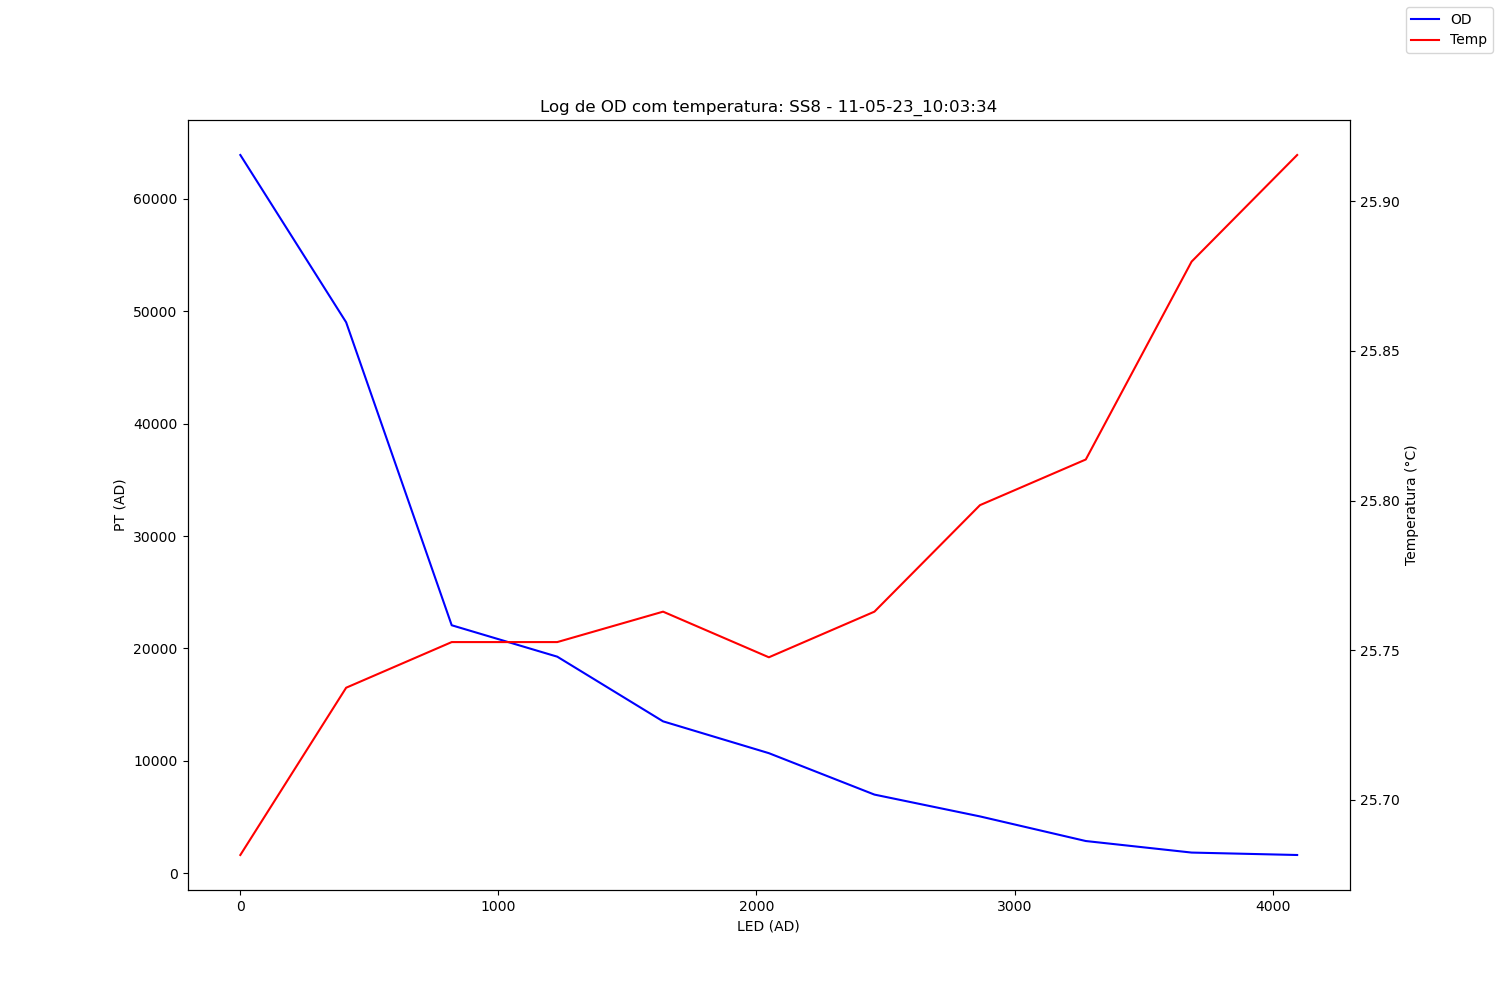 OD
Temp
Log de OD com temperatura: SS8 - 11-05-23_10:03:34
60000
50000
40000
30000
20000
10000
0
PT (AD)
25.90
25.85
25.80
25.75
25.70
Temperatura (°C)
0 1000 2000 3000 4000
LED (AD)